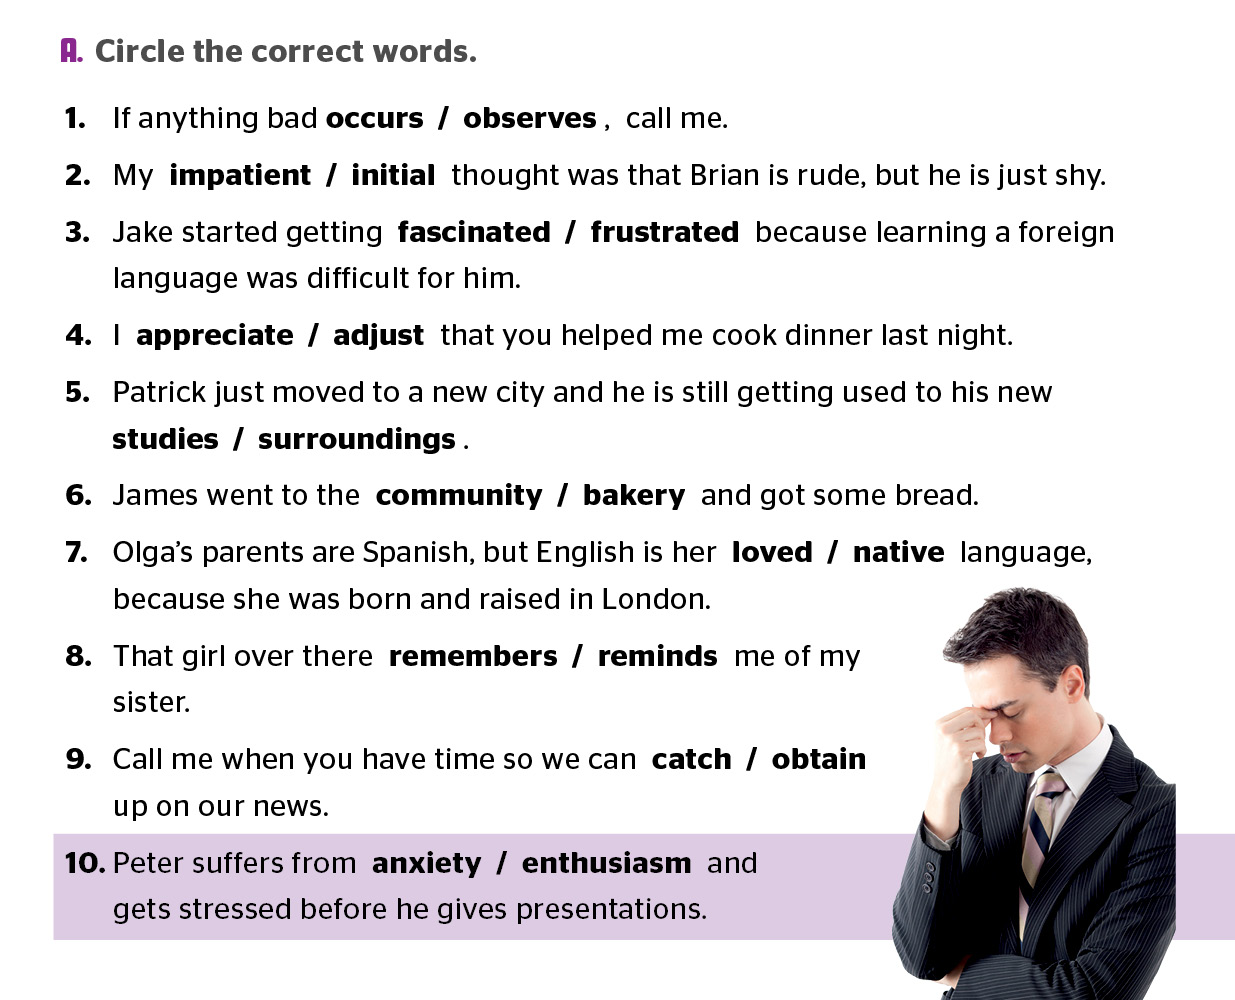 A. Circle the correct words.
1. If anything bad occurs / observes , call me.
2. My impatient / initial thought was that Brian is rude, but he is just shy.
3. Jake started getting fascinated / frustrated because learning a foreign
language was difficult for him.
4. I appreciate / adjust that you helped me cook dinner last night.
5. Patrick just moved to a new city and he is still getting used to his new
studies / surroundings .
6. James went to the community / bakery and got some bread.
7. Olga’s parents are Spanish, but English is her loved / native language,
because she was born and raised in London.
8. That girl over there remembers / reminds me of my
sister.
9. Call me when you have time so we can catch / obtain
up on our news.
10. Peter suffers from anxiety / enthusiasm and
gets stressed before he gives presentations.